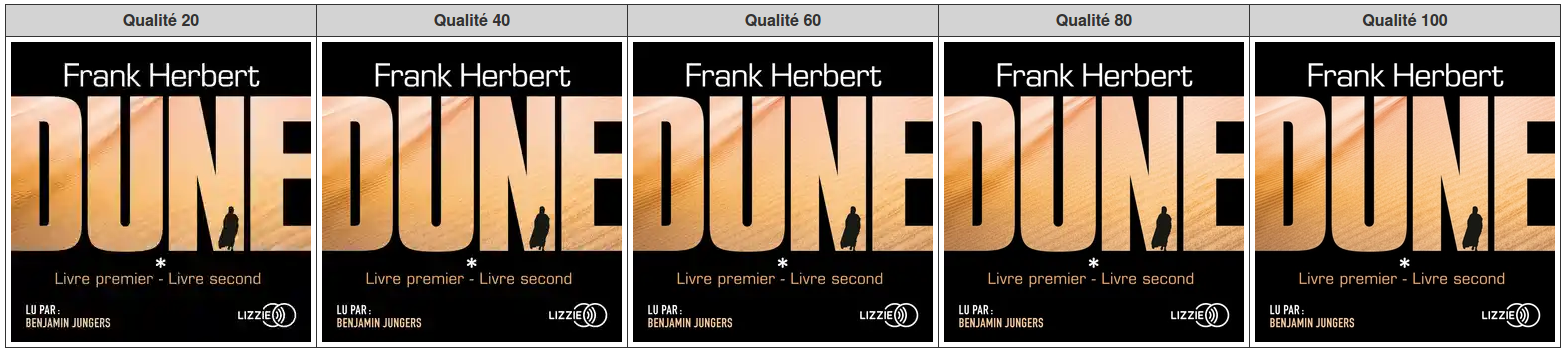 Qualité 20
Qualité 40
Qualité 60
Qualité 80
Qualité 100
Frank Herbert
DUNE
*
Livre premier - Livre second
LU PAR :
BENJAMIN JUNGERS
LIZZIE
Frank Herbert
DUNE
*
Livre premier - Livre second
LU PAR :
BENJAMIN JUNGERS
LIZZIE
Frank Herbert
DUNE
*
Livre premier - Livre second
LU PAR :
BENJAMIN JUNGERS
LIZZIE
Frank Herbert
DUNE
*
Livre premier - Livre second
LU PAR :
BENJAMIN JUNGERS
LIZZIE
Frank Herbert
DUNE
*
Livre premier - Livre second
LU PAR :
BENJAMIN JUNGERS
LIZZIE